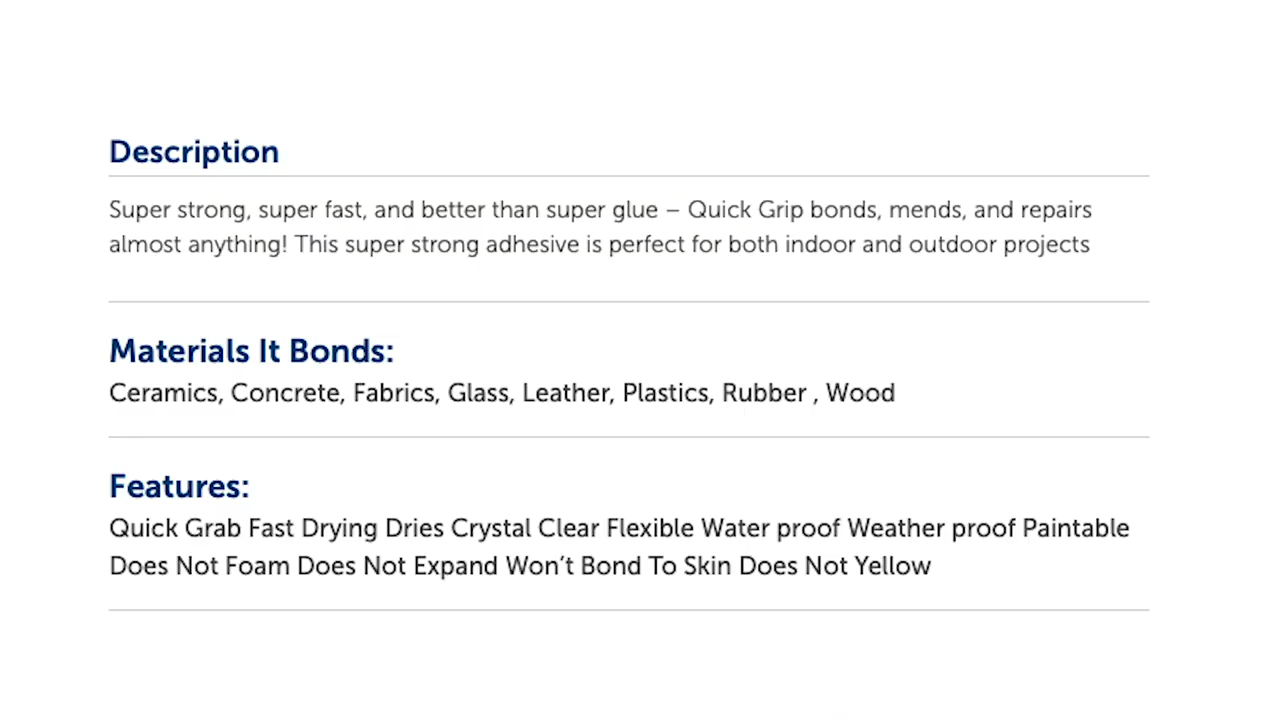 Description
Super strong, super fast, and better than super glue – Quick Grip bonds, mends, and repairs
almost anything! This super strong adhesive is perfect for both indoor and outdoor projects
Materials It Bonds:
Ceramics, Concrete, Fabrics, Glass, Leather, Plastics, Rubber , Wood
Features:
Quick Grab Fast Drying Dries Crystal Clear Flexible Water proof Weather proof Paintable
Does Not Foam Does Not Expand Won’t Bond To Skin Does Not Yellow